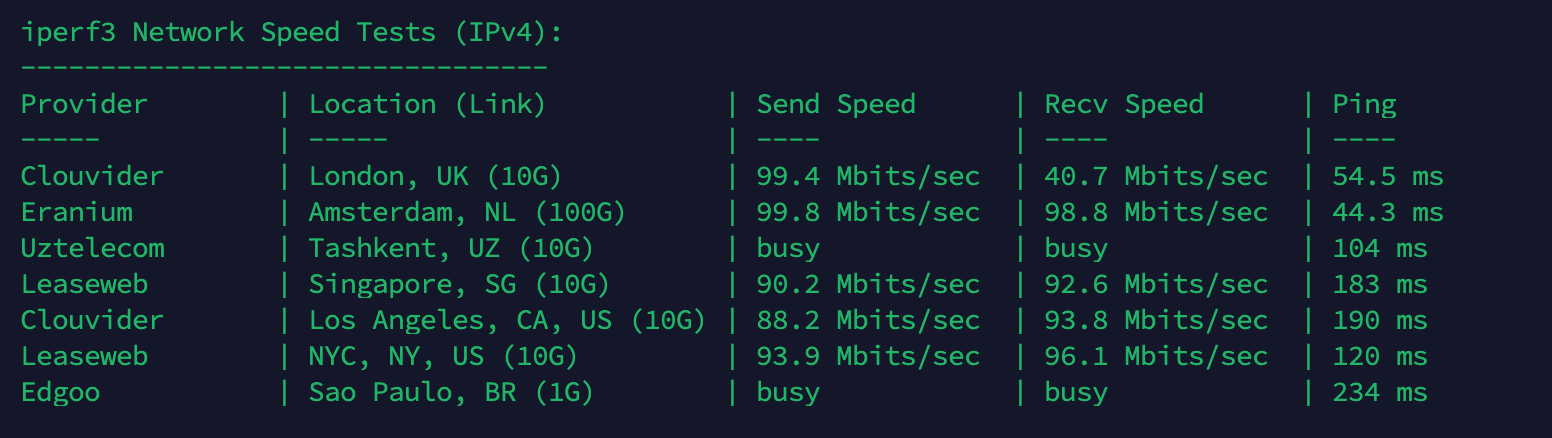 iperf3 Network Speed Tests (IPv4):
---------------------------------
Provider        | Location (Link)           | Send Speed      | Recv Speed      | Ping
-----           | -----                     | ----            | ----            | ----
Clouvider       | London, UK (10G)          | 99.4 Mbits/sec  | 40.7 Mbits/sec  | 54.5 ms
Eranium         | Amsterdam, NL (100G)      | 99.8 Mbits/sec  | 98.8 Mbits/sec  | 44.3 ms
Uztelecom       | Tashkent, UZ (10G)        | busy            | busy            | 104 ms
Leaseweb        | Singapore, SG (10G)       | 90.2 Mbits/sec  | 92.6 Mbits/sec  | 183 ms
Clouvider       | Los Angeles, CA, US (10G) | 88.2 Mbits/sec  | 93.8 Mbits/sec  | 190 ms
Leaseweb        | NYC, NY, US (10G)         | 93.9 Mbits/sec  | 96.1 Mbits/sec  | 120 ms
Edgoo           | Sao Paulo, BR (1G)        | busy            | busy            | 234 ms